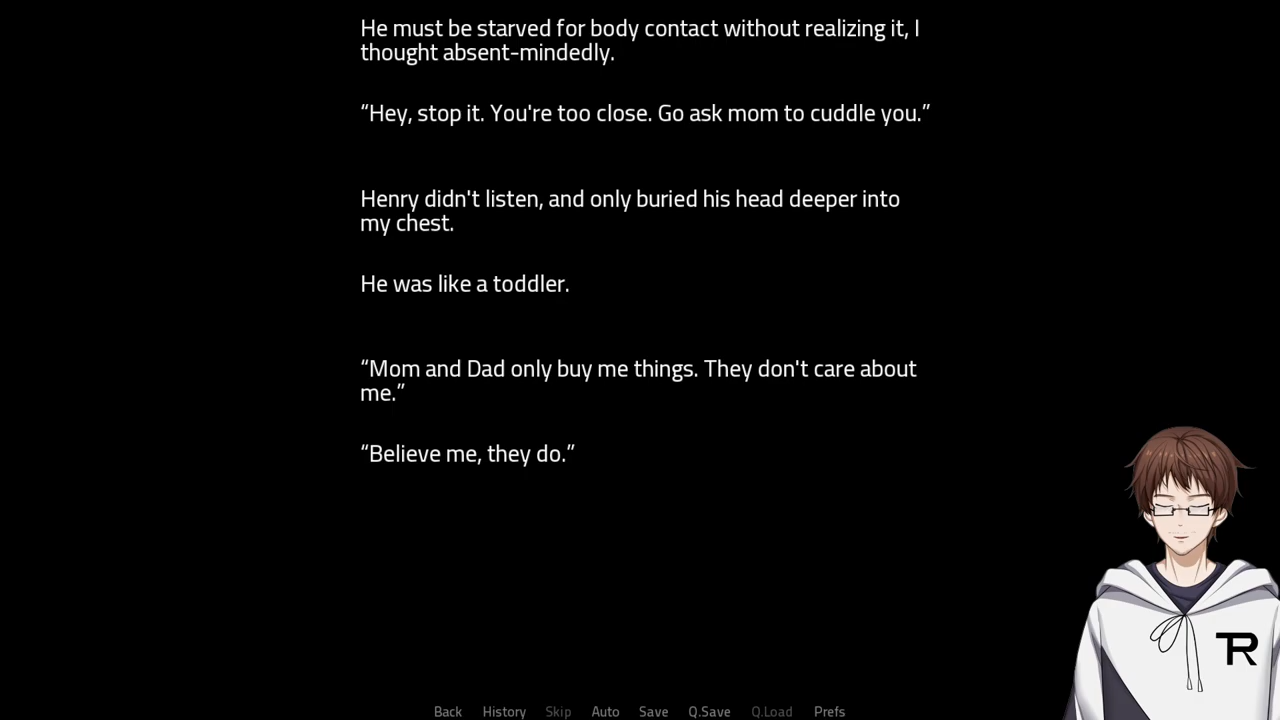 He must be starved for body contact without realizing it, I
thought absent-mindedly.
“Hey, stop it. You're too close. Go ask mom to cuddle you.”
Henry didn't listen, and only buried his head deeper into
my chest.
He was like a toddler.
“Mom and Dad only buy me things. They don't care about
me.”
“Believe me, they do.”
TR
Back History Skip Auto Save Q.Save Q.Load Prefs